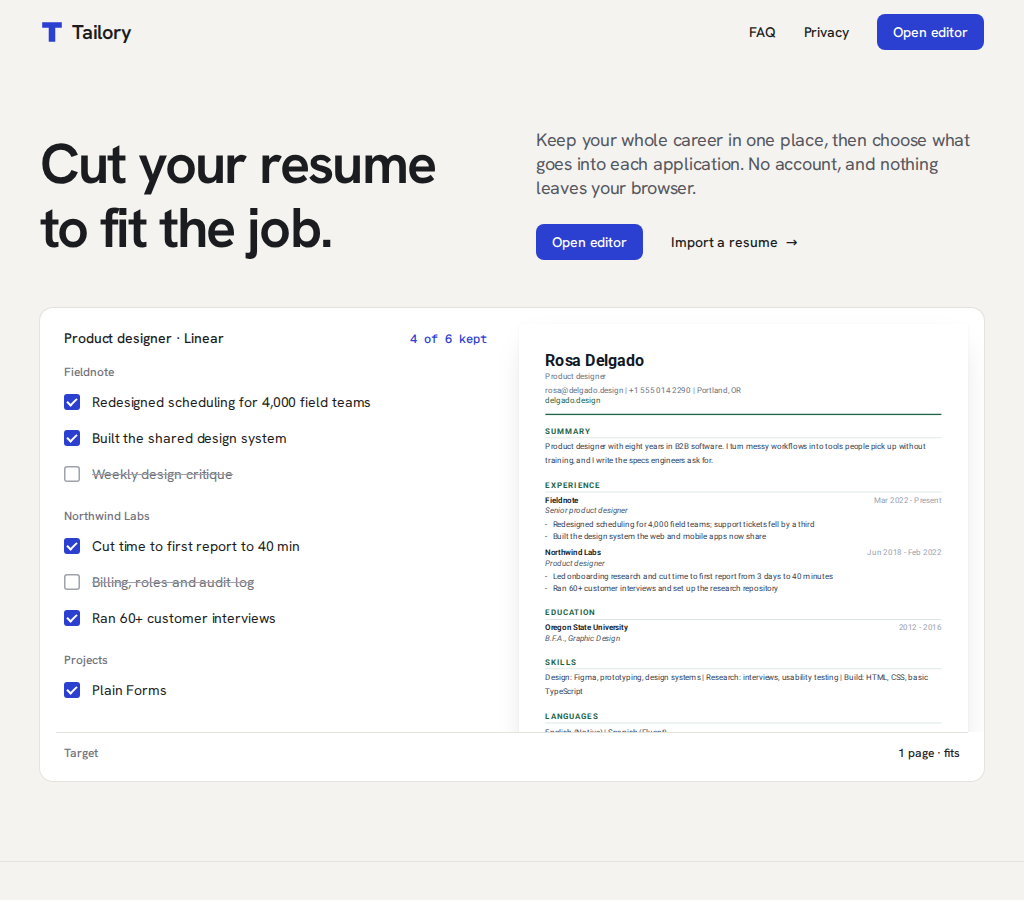 Tailory
FAQ
Privacy
Open editor
Cut your resume
to fit the job.
Keep your whole career in one place, then choose what
goes into each application. No account, and nothing
leaves your browser.
Open editor
Import a resume →
Product designer · Linear
4 of 6 kept
Fieldnote
Redesigned scheduling for 4,000 field teams
Built the shared design system
Weekly design critique
Northwind Labs
Cut time to first report to 40 min
Billing, roles and audit log
Ran 60+ customer interviews
Projects
Plain Forms
Rosa Delgado
Product designer
rosa@delgado.design | +1 555 014 2290 | Portland, OR
delgado.design
SUMMARY
Product designer with eight years in B2B software. I turn messy workflows into tools people pick up without
training, and I write the specs engineers ask for.
EXPERIENCE
Fieldnote
Mar 2022 - Present
Senior product designer
- Redesigned scheduling for 4,000 field teams; support tickets fell by a third
- Built the design system the web and mobile apps now share
Northwind Labs
Jun 2018 - Feb 2022
Product designer
- Led onboarding research and cut time to first report from 3 days to 40 minutes
- Ran 60+ customer interviews and set up the research repository
EDUCATION
Oregon State University
2012 - 2016
B.F.A., Graphic Design
SKILLS
Design: Figma, prototyping, design systems | Research: interviews, usability testing | Build: HTML, CSS, basic
TypeScript
LANGUAGES
English (Native) | Spanish (Fluent)
Target
1 page · fits